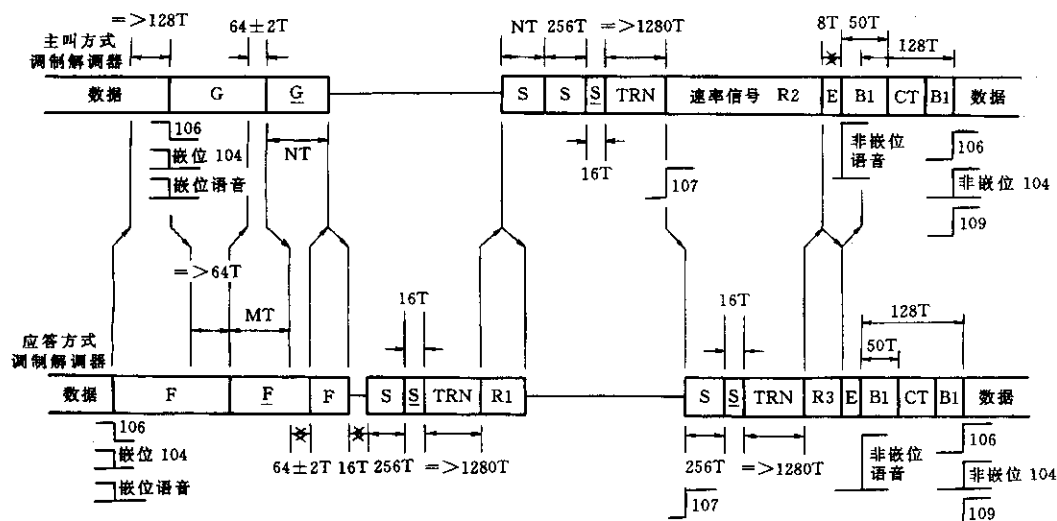 =>128T
64±2T
NT 256T =>1280T
8T 50T
128T
主叫方式
调制解调器
数据 G G S S S TRN 速率信号 R2 E B1 CT B1 数据
106
嵌位 104
嵌位语音
NT
16T
107
非嵌位
语音
106
非嵌位 104
109
=>64T
MT
16T
16T
128T
50T
应答方式
调制解调器
数据 F F F S S TRN R1 S S TRN R3 E B1 CT B1 数据
106
嵌位 104
嵌位语音
64±2T 16T 256T =>1280T
256T =>1280T
107
非嵌位
语音
106
非嵌位 104
109